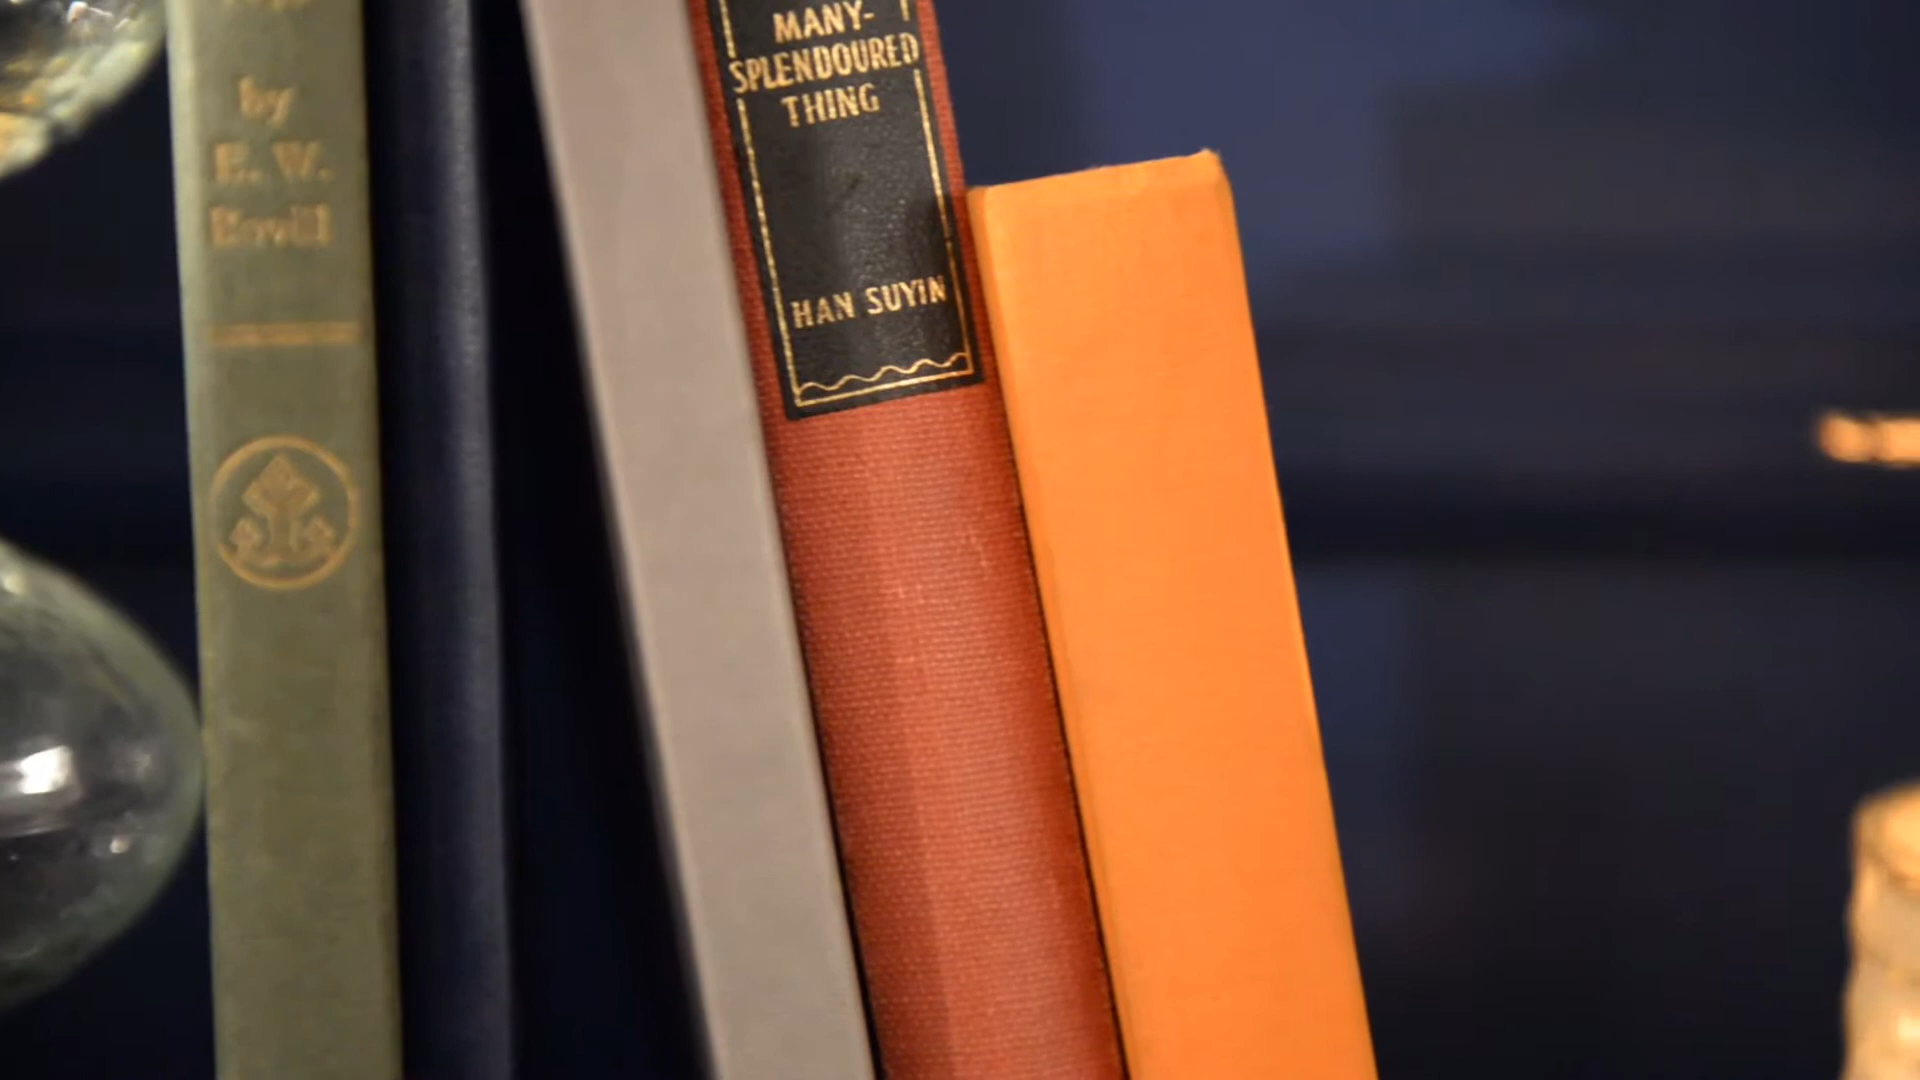 by
E. W.
Bovill
MANY-
SPLENDOURED
THING
HAN SUYIN